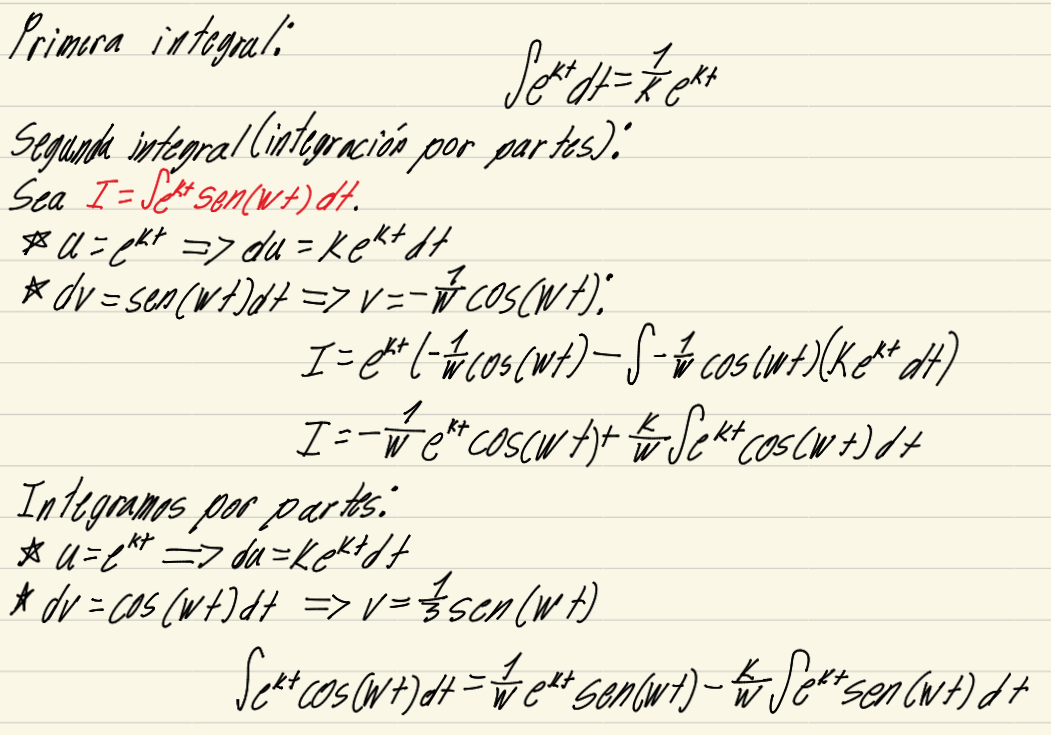 Primera integral:
∫e^{kt}dt = 1/k e^{kt}
Segunda integral (integración por partes):
Sea I = ∫e^{kt} sen(wt) dt.
☆ u = e^{kt} => du = k e^{kt} dt
☆ dv = sen(wt)dt => v = -1/w cos(wt):
I = e^{kt} (-1/w cos(wt) - ∫ -1/w cos(wt)(k e^{kt} dt)
I = -1/w e^{kt} cos(wt) + k/w ∫e^{kt} cos(wt) dt
Integramos por partes:
☆ u = e^{kt} => du = k e^{kt} dt
☆ dv = cos(wt)dt => v = 1/3 sen(wt)
∫e^{kt} cos(wt)dt = 1/w e^{kt} sen(wt) - k/w ∫e^{kt} sen(wt) dt